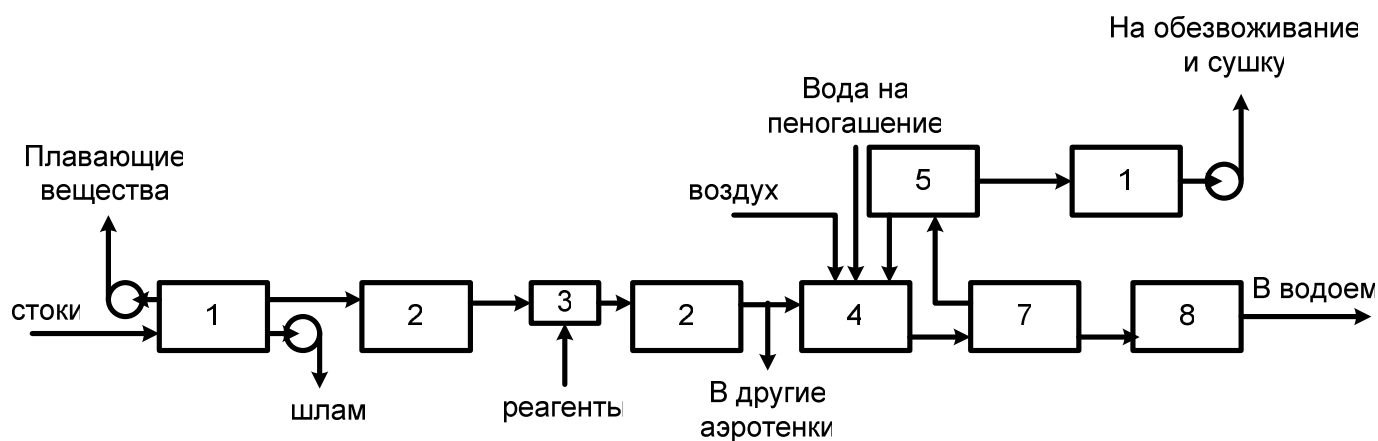 На обезвоживание
и сушку
Вода на
пеногашение
Плавающие
вещества
воздух
5
1
стоки
1
2
3
2
4
7
8
В водоем
шлам
реагенты
В другие
аэротенки